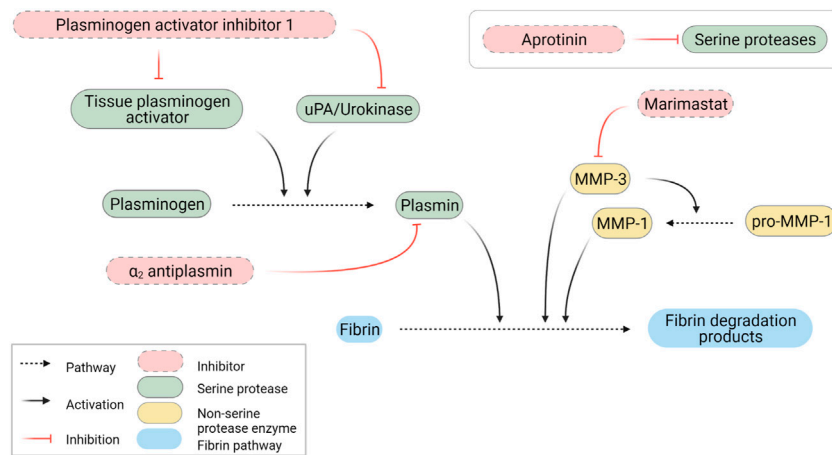 Plasminogen activator inhibitor 1
Aprotinin
Serine proteases
Tissue plasminogen
activator
uPA/Urokinase
Marimastat
MMP-3
Plasminogen
Plasmin
MMP-1
pro-MMP-1
α₂ antiplasmin
Fibrin
Fibrin degradation
products
Pathway
Activation
Inhibition
Inhibitor
Serine protease
Non-serine
protease enzyme
Fibrin pathway